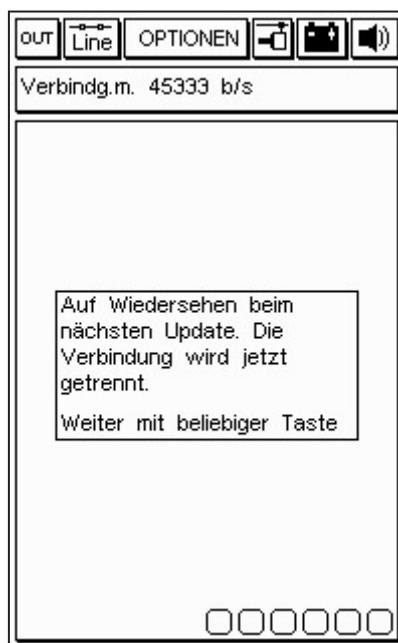 OUT Line OPTIONEN
Verbindg.m. 45333 b/s
Auf Wiedersehen beim
nächsten Update. Die
Verbindung wird jetzt
getrennt.
Weiter mit beliebiger Taste